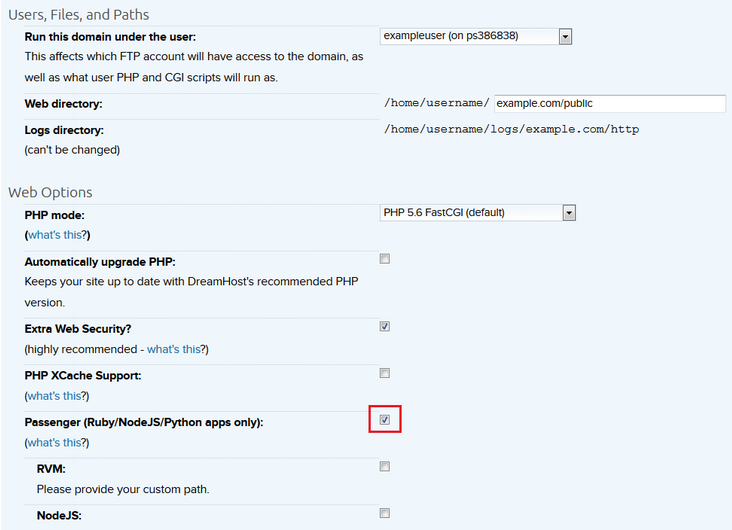 Users, Files, and Paths
Run this domain under the user:
exampleuser (on ps386838)
This affects which FTP account will have access to the domain, as
well as what user PHP and CGI scripts will run as.
Web directory:
/home/username/ example.com/public
Logs directory:
/home/username/logs/example.com/http
(can't be changed)
Web Options
PHP mode:
PHP 5.6 FastCGI (default)
(what's this?)
Automatically upgrade PHP:
Keeps your site up to date with DreamHost's recommended PHP
version.
Extra Web Security?
(highly recommended - what's this?)
PHP XCache Support:
(what's this?)
Passenger (Ruby/NodeJS/Python apps only):
(what's this?)
RVM:
Please provide your custom path.
NodeJS: